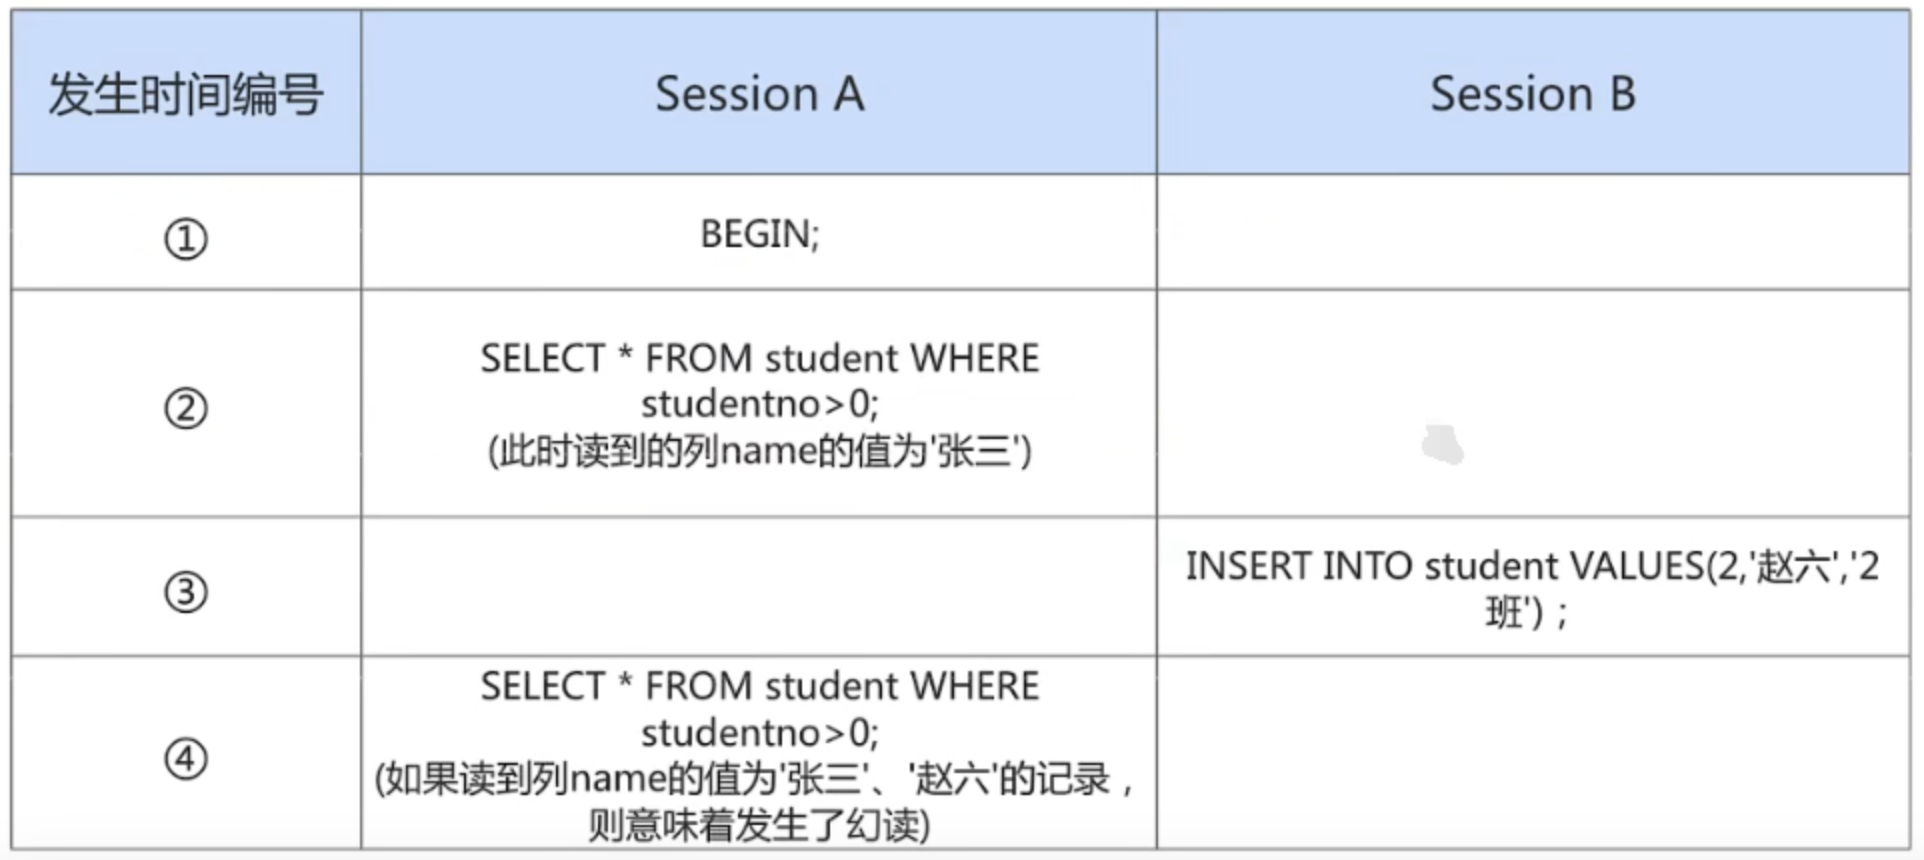 发生时间编号 Session A Session B
① BEGIN;
② SELECT * FROM student WHERE
studentno>0;
(此时读到的列name的值为'张三')
③ INSERT INTO student VALUES(2,'赵六','2
班') ;
④ SELECT * FROM student WHERE
studentno>0;
(如果读到列name的值为'张三'、'赵六'的记录，
则意味着发生了幻读)